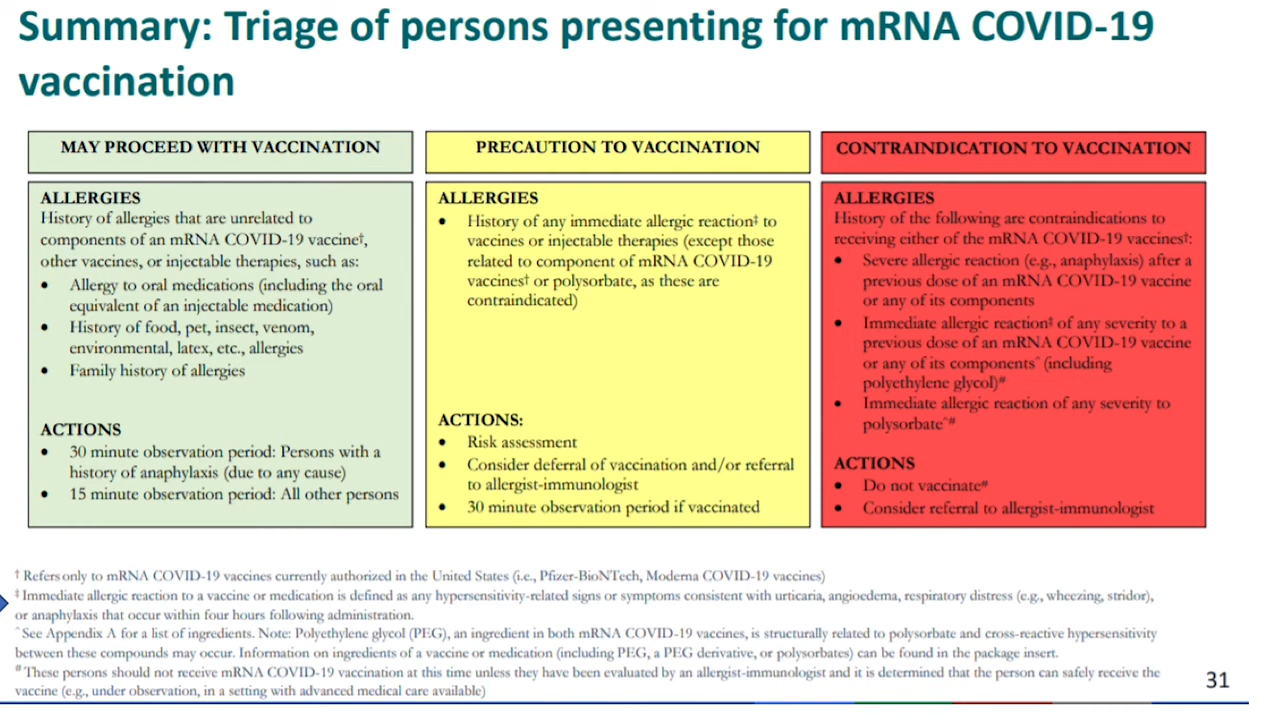 Summary: Triage of persons presenting for mRNA COVID-19
vaccination
MAY PROCEED WITH VACCINATION
ALLERGIES
History of allergies that are unrelated to
components of an mRNA COVID-19 vaccine†,
other vaccines, or injectable therapies, such as:
• Allergy to oral medications (including the oral
equivalent of an injectable medication)
• History of food, pet, insect, venom,
environmental, latex, etc., allergies
• Family history of allergies
ACTIONS
• 30 minute observation period: Persons with a
history of anaphylaxis (due to any cause)
• 15 minute observation period: All other persons
PRECAUTION TO VACCINATION
ALLERGIES
• History of any immediate allergic reaction‡ to
vaccines or injectable therapies (except those
related to component of mRNA COVID-19
vaccines† or polysorbate, as these are
contraindicated)
ACTIONS:
• Risk assessment
• Consider deferral of vaccination and/or referral
to allergist-immunologist
• 30 minute observation period if vaccinated
CONTRAINDICATION TO VACCINATION
ALLERGIES
History of the following are contraindications to
receiving either of the mRNA COVID-19 vaccines†:
• Severe allergic reaction (e.g., anaphylaxis) after a
previous dose of an mRNA COVID-19 vaccine
or any of its components
• Immediate allergic reaction‡ of any severity to a
previous dose of an mRNA COVID-19 vaccine
or any of its components^ (including
polyethylene glycol)#
• Immediate allergic reaction of any severity to
polysorbate^#
ACTIONS
• Do not vaccinate#
• Consider referral to allergist-immunologist
† Refers only to mRNA COVID-19 vaccines currently authorized in the United States (i.e., Pfizer-BioNTech, Moderna COVID-19 vaccines)
‡ Immediate allergic reaction to a vaccine or medication is defined as any hypersensitivity-related signs or symptoms consistent with urticaria, angioedema, respiratory distress (e.g., wheezing, stridor),
or anaphylaxis that occur within four hours following administration.
^ See Appendix A for a list of ingredients. Note: Polyethylene glycol (PEG), an ingredient in both mRNA COVID-19 vaccines, is structurally related to polysorbate and cross-reactive hypersensitivity
between these compounds may occur. Information on ingredients of a vaccine or medication (including PEG, a PEG derivative, or polysorbates) can be found in the package insert.
# These persons should not receive mRNA COVID-19 vaccination at this time unless they have been evaluated by an allergist-immunologist and it is determined that the person can safely receive the
vaccine (e.g., under observation, in a setting with advanced medical care available)
31